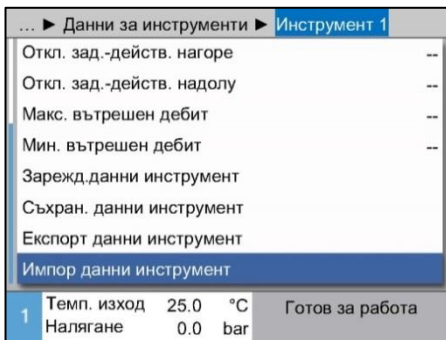 ... ► Данни за инструменти ► Инструмент 1
Откл. зад.-действ. нагоре --
Откл. зад.-действ. надолу --
Макс. вътрешен дебит --
Мин. вътрешен дебит --
Зарежд.данни инструмент
Съхран. данни инструмент
Експорт данни инструмент
Импор данни инструмент
1 Темп. изход 25.0 °C Готов за работа
Налягане 0.0 bar